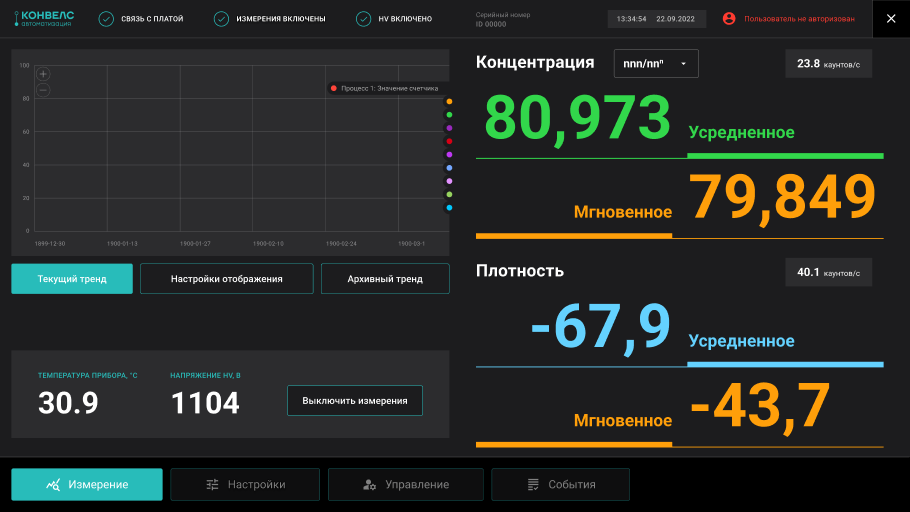 КОНВЕЛС
автоматизация
СВЯЗЬ С ПЛАТОЙ
ИЗМЕРЕНИЯ ВКЛЮЧЕНЫ
HV ВКЛЮЧЕНО
Серийный номер
ID 00000
13:34:54 22.09.2022
Пользователь не авторизован
100
80
60
40
20
0
Процесс 1: Значение счетчика
1899-12-30 1900-01-13 1900-01-27 1900-02-10 1900-02-24 1900-03-1
Текущий тренд
Настройки отображения
Архивный тренд
ТЕМПЕРАТУРА ПРИБОРА, °C
30.9
НАПРЯЖЕНИЕ HV, В
1104
Выключить измерения
Концентрация
nnn/nnⁿ
23.8 каунтов/с
80,973
Усредненное
Мгновенное
79,849
Плотность
40.1 каунтов/с
-67,9
Усредненное
Мгновенное
-43,7
Измерение
Настройки
Управление
События